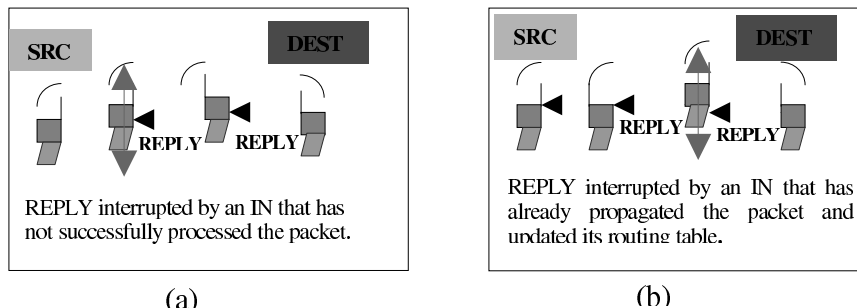 SRC
DEST
REPLY
REPLY
REPLY interrupted by an IN that has
not successfully processed the packet.
(a)
SRC
DEST
REPLY
REPLY
REPLY interrupted by an IN that has
already propagated the packet and
updated its routing table.
(b)